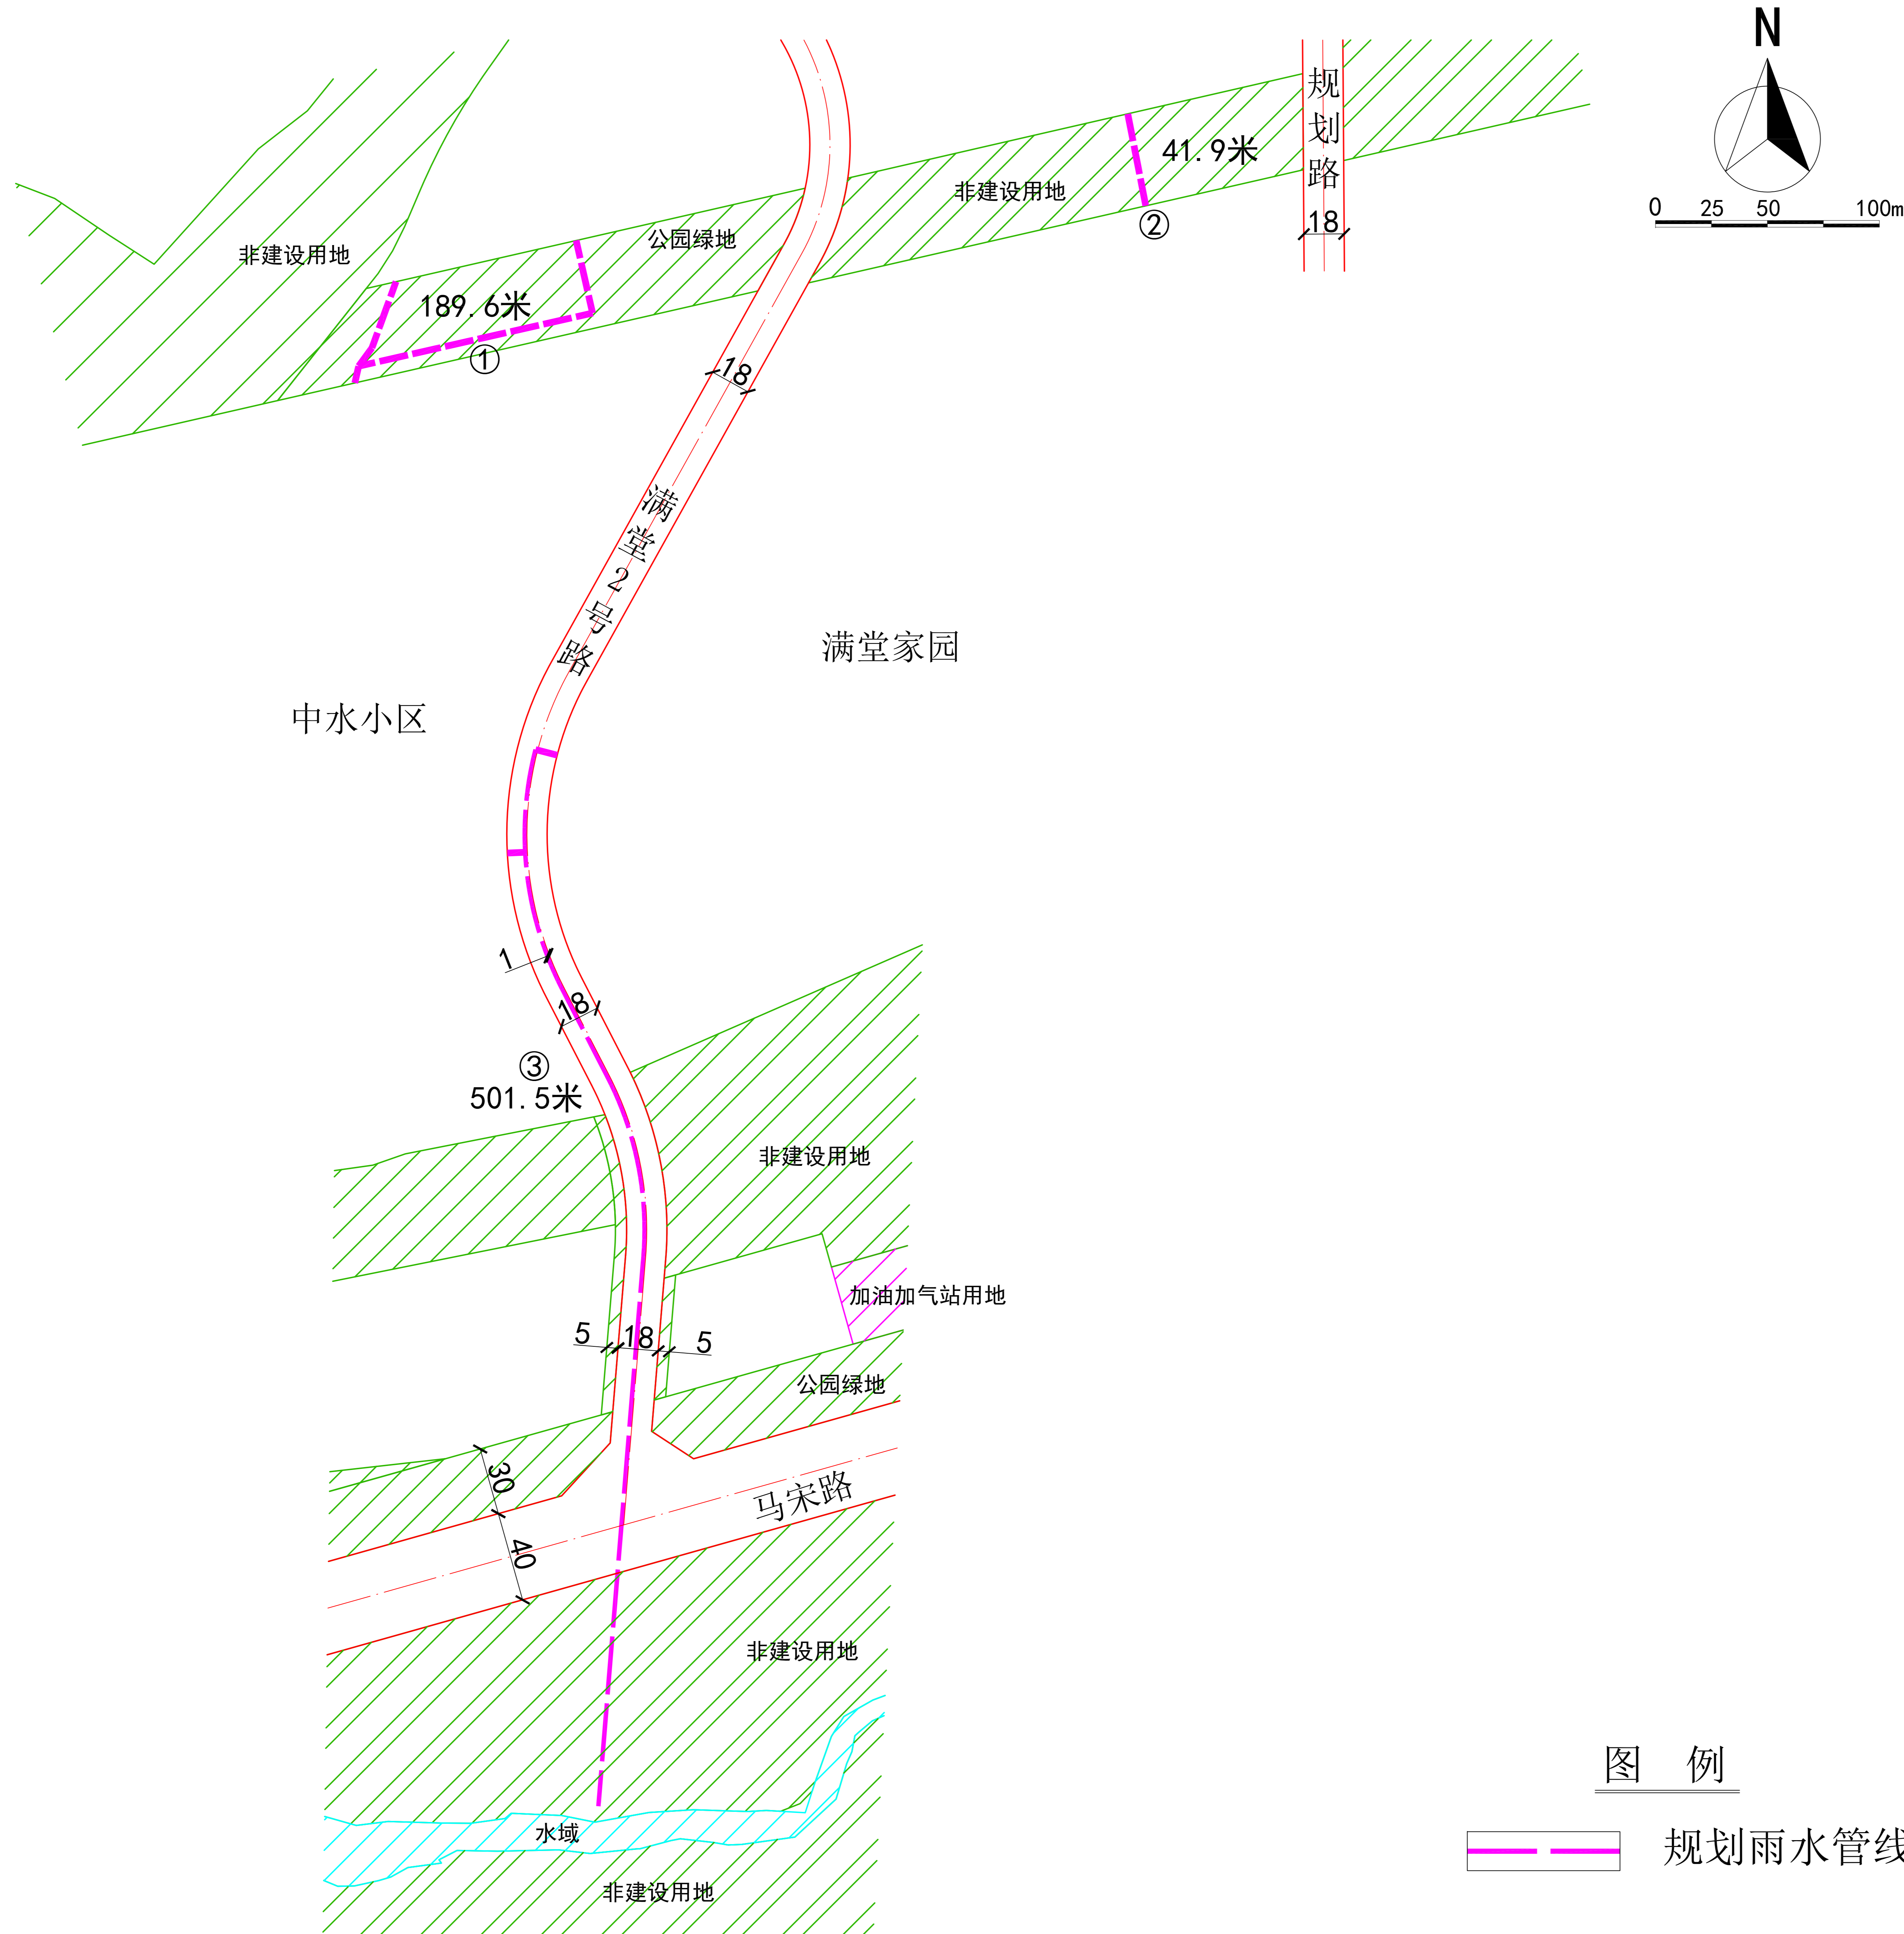 N
0 25 50 100m
规划路
18
41.9米
②
非建设用地
公园绿地
非建设用地
189.6米
①
18
满堂2号路
满堂家园
中水小区
1
18
③
501.5米
非建设用地
加油加气站用地
5 18 5
公园绿地
30
马宋路
40
非建设用地
水域
非建设用地
图 例
规划雨水管线